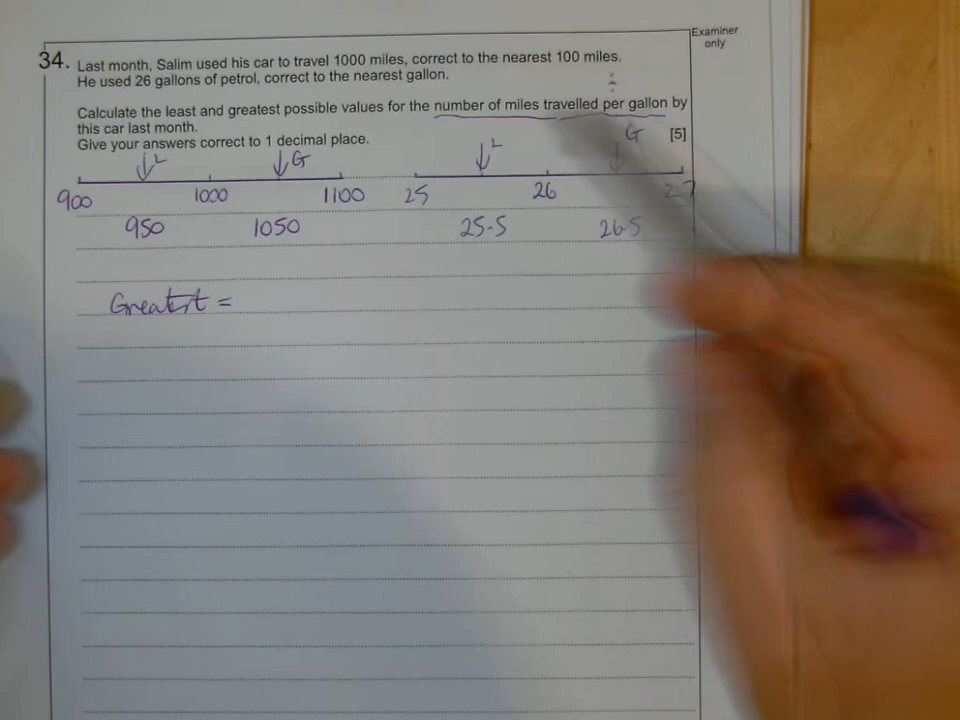 Examiner
only
34. Last month, Salim used his car to travel 1000 miles, correct to the nearest 100 miles.
He used 26 gallons of petrol, correct to the nearest gallon.
Calculate the least and greatest possible values for the number of miles travelled per gallon by
this car last month.
Give your answers correct to 1 decimal place. [5]
L G L G
900 1000 1100 25 26 27
950 1050 25.5 26.5
Greatest =